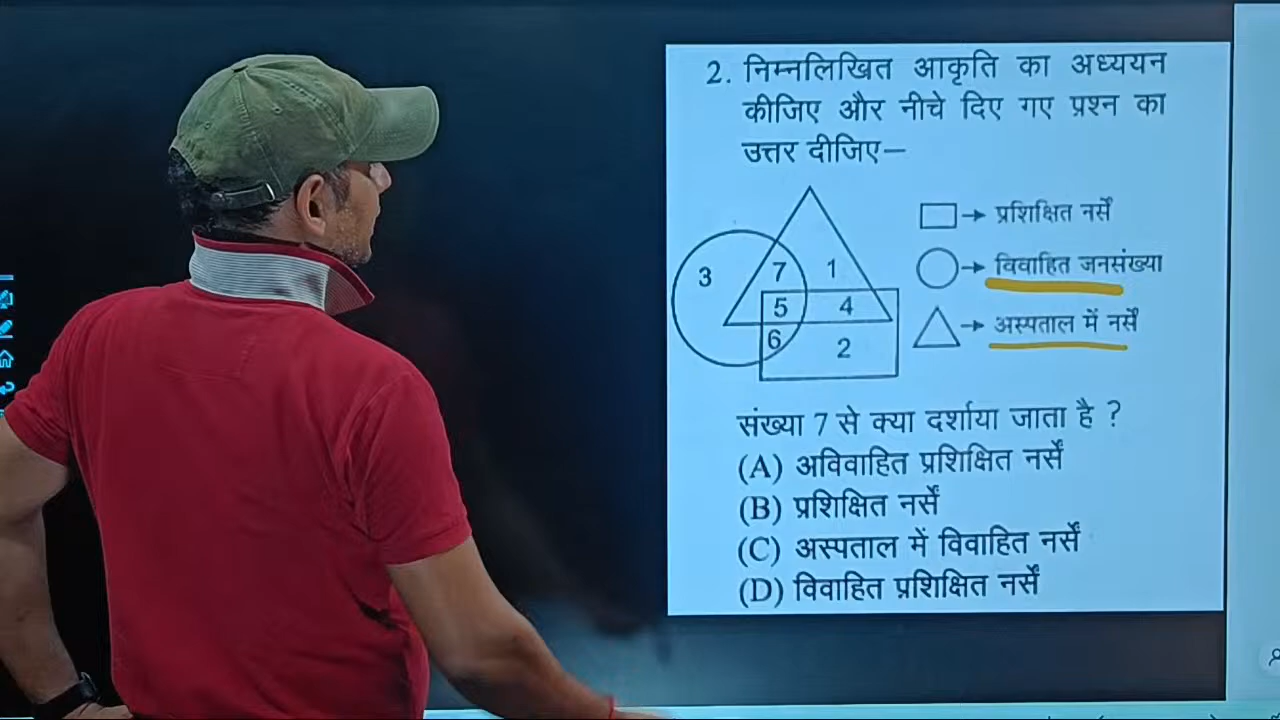 2. निम्नलिखित आकृति का अध्ययन
कीजिए और नीचे दिए गए प्रश्न का
उत्तर दीजिए—
→ प्रशिक्षित नर्सें
→ विवाहित जनसंख्या
→ अस्पताल में नर्सें
3 7 1
5 4
6 2
संख्या 7 से क्या दर्शाया जाता है ?
(A) अविवाहित प्रशिक्षित नर्सें
(B) प्रशिक्षित नर्सें
(C) अस्पताल में विवाहित नर्सें
(D) विवाहित प्रशिक्षित नर्सें